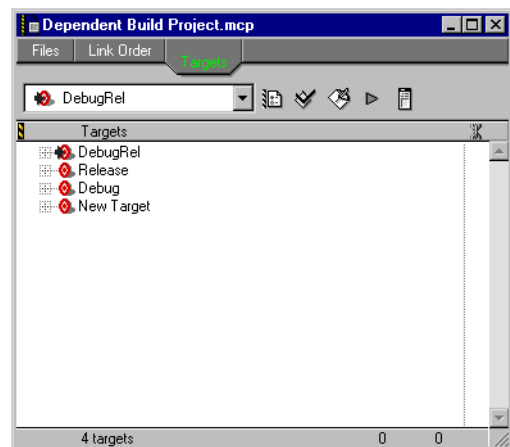 Dependent Build Project.mcp
Files Link Order Targets
DebugRel
Targets
DebugRel
Release
Debug
New Target
4 targets 0 0